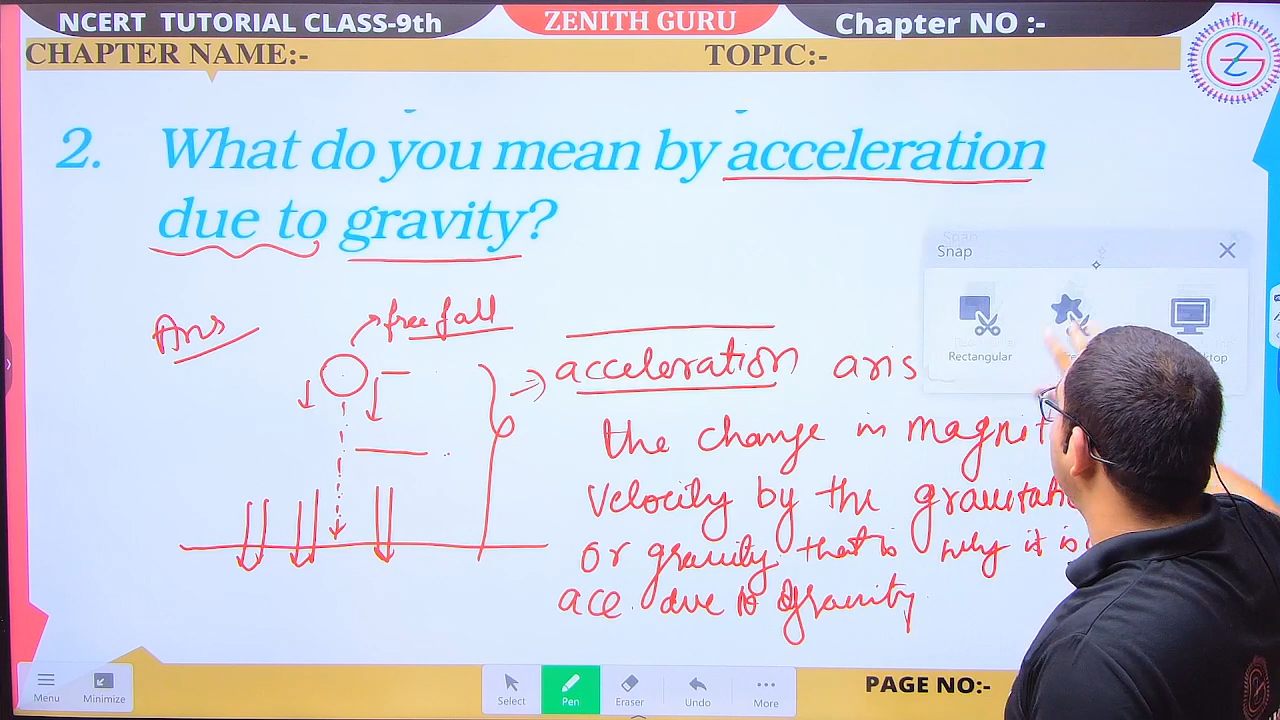 NCERT TUTORIAL CLASS-9th
ZENITH GURU
Chapter NO :-
CHAPTER NAME:-
TOPIC:-
2. What do you mean by acceleration
due to gravity?
Snap
Rectangular
Ans
free fall
acceleration aris
the change in magnit
velocity by the gravitati
or gravity that is why it is
acc. due to gravity
Menu
Minimize
Select
Pen
Eraser
Undo
More
PAGE NO:-